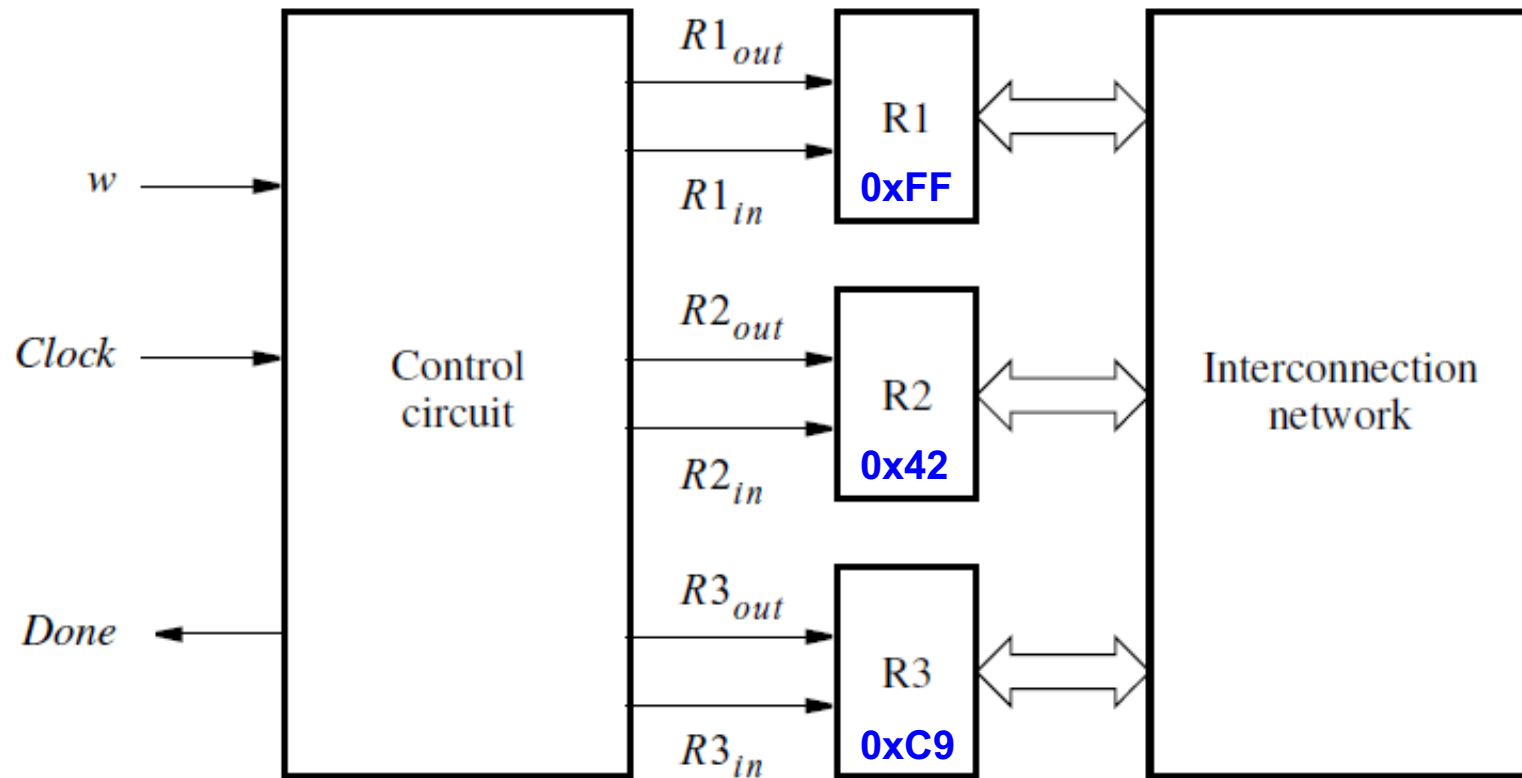 w
Clock
Done
Control
circuit
R1out
R1in
R2out
R2in
R3out
R3in
R1
0xFF
R2
0x42
R3
0xC9
Interconnection
network